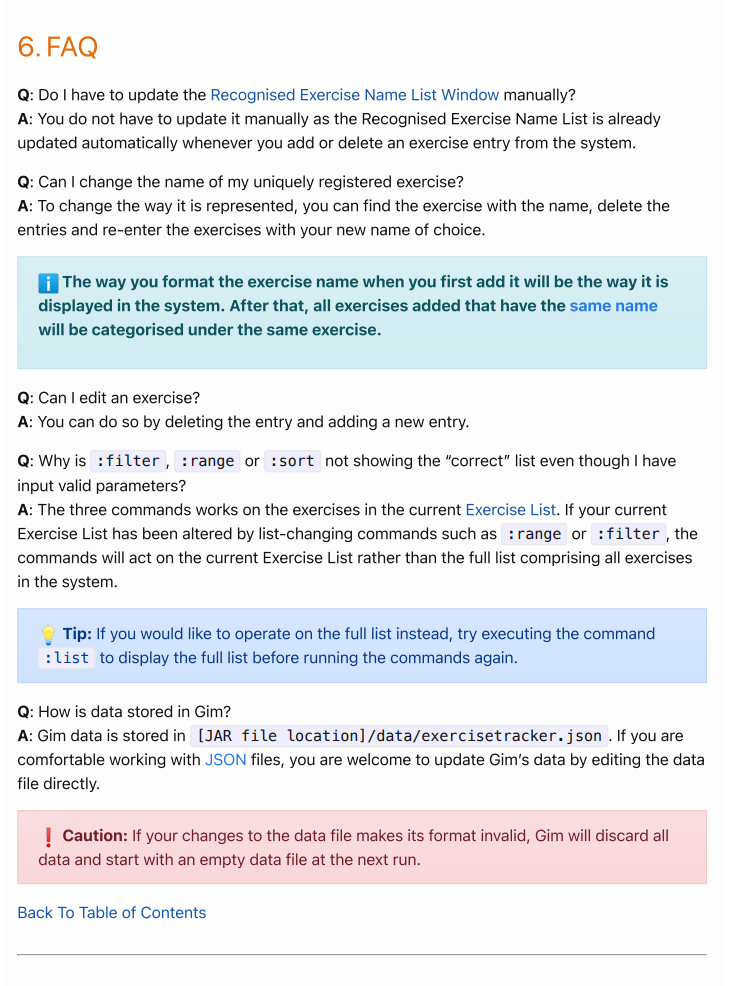 6. FAQ
Q: Do I have to update the Recognised Exercise Name List Window manually?
A: You do not have to update it manually as the Recognised Exercise Name List is already
updated automatically whenever you add or delete an exercise entry from the system.
Q: Can I change the name of my uniquely registered exercise?
A: To change the way it is represented, you can find the exercise with the name, delete the
entries and re-enter the exercises with your new name of choice.
ℹ️ The way you format the exercise name when you first add it will be the way it is
displayed in the system. After that, all exercises added that have the same name
will be categorised under the same exercise.
Q: Can I edit an exercise?
A: You can do so by deleting the entry and adding a new entry.
Q: Why is :filter, :range or :sort not showing the “correct” list even though I have
input valid parameters?
A: The three commands works on the exercises in the current Exercise List. If your current
Exercise List has been altered by list-changing commands such as :range or :filter, the
commands will act on the current Exercise List rather than the full list comprising all exercises
in the system.
💡 Tip: If you would like to operate on the full list instead, try executing the command
:list to display the full list before running the commands again.
Q: How is data stored in Gim?
A: Gim data is stored in [JAR file location]/data/exercisetracker.json. If you are
comfortable working with JSON files, you are welcome to update Gim’s data by editing the data
file directly.
❗ Caution: If your changes to the data file makes its format invalid, Gim will discard all
data and start with an empty data file at the next run.
Back To Table of Contents